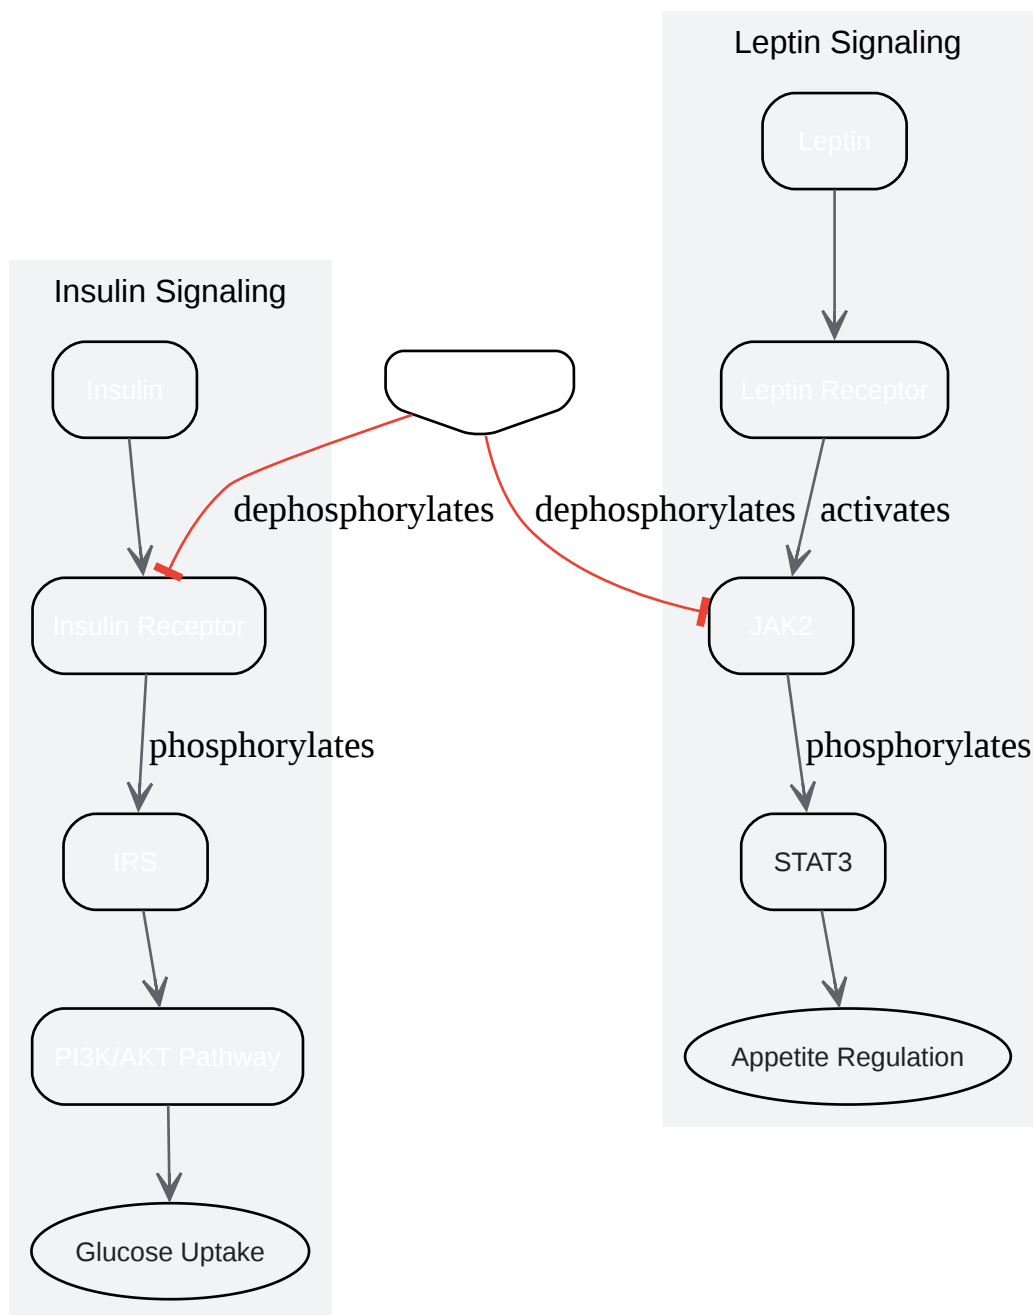 Leptin Signaling
Leptin
Insulin Signaling
Insulin
Leptin Receptor
dephosphorylates
dephosphorylates
activates
Insulin Receptor
JAK2
phosphorylates
phosphorylates
IRS
STAT3
PI3K/AKT Pathway
Appetite Regulation
Glucose Uptake